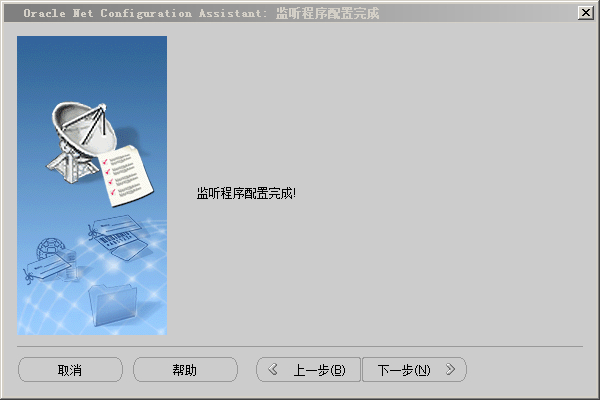 Oracle Net Configuration Assistant: 监听程序配置完成
监听程序配置完成!
取消
帮助
上一步(B)
下一步(N)